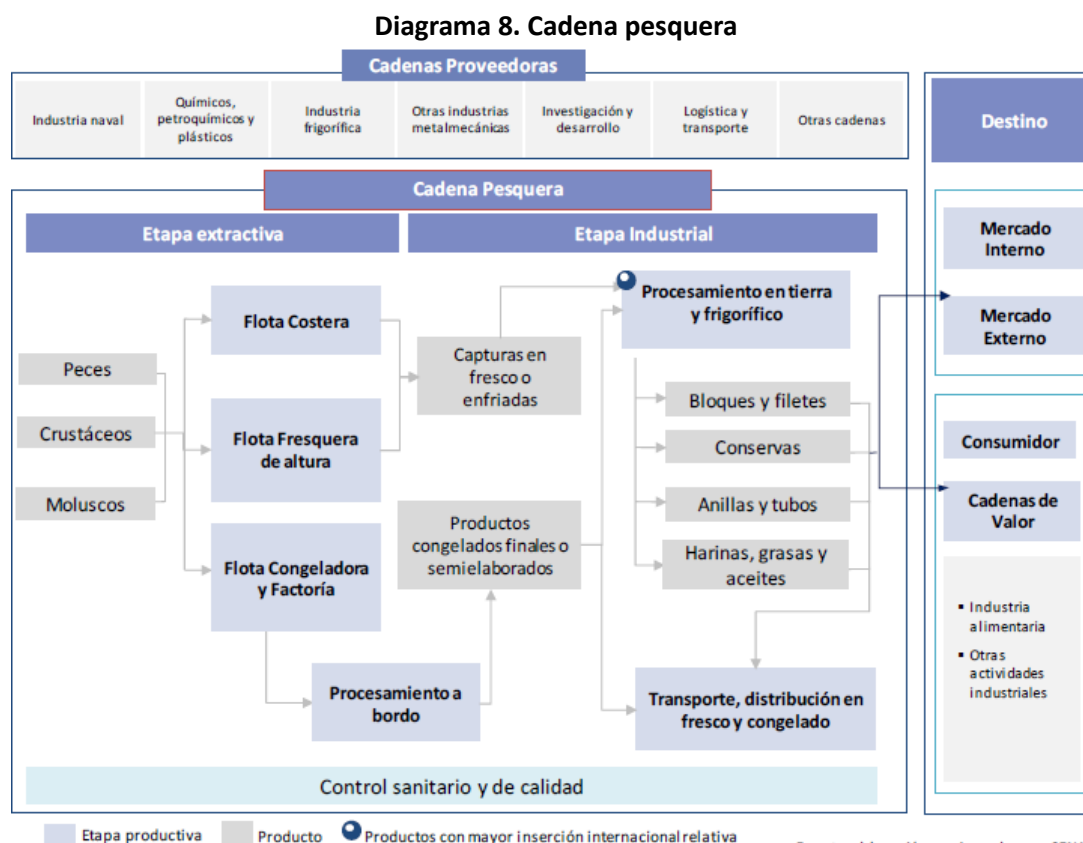 Diagrama 8. Cadena pesquera
Cadenas Proveedoras
Industria naval
Químicos,
petroquímicos y
plásticos
Industria
frigorífica
Otras industrias
metalmecánicas
Investigación y
desarrollo
Logística y
transporte
Otras cadenas
Destino
Cadena Pesquera
Etapa extractiva
Etapa Industrial
Peces
Crustáceos
Moluscos
Flota Costera
Flota Fresquera
de altura
Flota Congeladora
y Factoría
Procesamiento a
bordo
Capturas en
fresco o
enfriadas
Productos
congelados finales o
semielaborados
Procesamiento en tierra
y frigorífico
Bloques y filetes
Conservas
Anillas y tubos
Harinas, grasas y
aceites
Transporte, distribución en
fresco y congelado
Mercado
Interno
Mercado
Externo
Consumidor
Cadenas de
Valor
▪ Industria
alimentaria
▪ Otras
actividades
industriales
Control sanitario y de calidad
Etapa productiva
Producto
Productos con mayor inserción internacional relativa